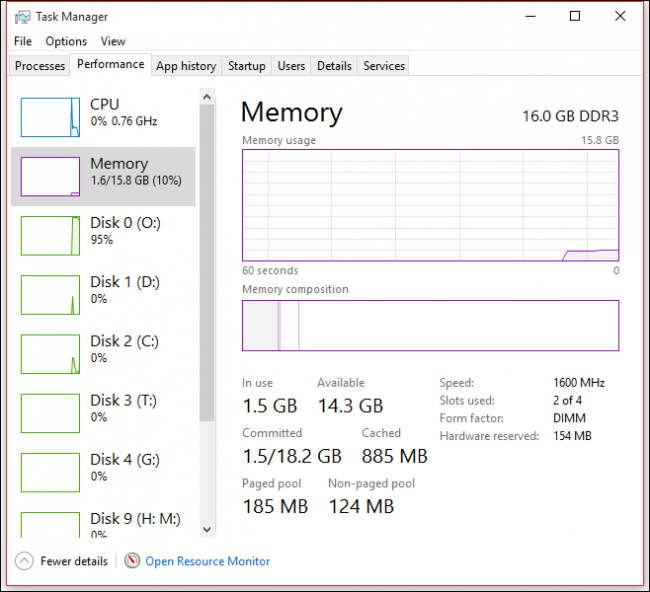 Task Manager
File Options View
Processes Performance App history Startup Users Details Services
CPU
0% 0.76 GHz
Memory
1.6/15.8 GB (10%)
Disk 0 (O:)
95%
Disk 1 (D:)
0%
Disk 2 (C:)
0%
Disk 3 (T:)
0%
Disk 4 (G:)
0%
Disk 9 (H: M:)
0%
Memory 16.0 GB DDR3
Memory usage 15.8 GB
60 seconds 0
Memory composition
In use Available
1.5 GB 14.3 GB
Committed Cached
1.5/18.2 GB 885 MB
Paged pool Non-paged pool
185 MB 124 MB
Speed: 1600 MHz
Slots used: 2 of 4
Form factor: DIMM
Hardware reserved: 154 MB
Fewer details Open Resource Monitor